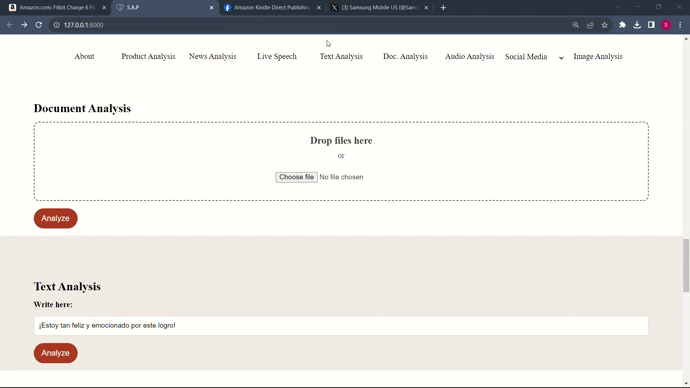 Amazon.com: Fitbit Charge 6 Fi
S.A.P
Amazon Kindle Direct Publishing
(3) Samsung Mobile US (@Sam
127.0.0.1:8000
S
About
Product Analysis
News Analysis
Live Speech
Text Analysis
Doc. Analysis
Audio Analysis
Social Media
Image Analysis
Document Analysis
Drop files here
or
Choose file No file chosen
Analyze
Text Analysis
Write here:
¡Estoy tan feliz y emocionado por este logro!
Analyze